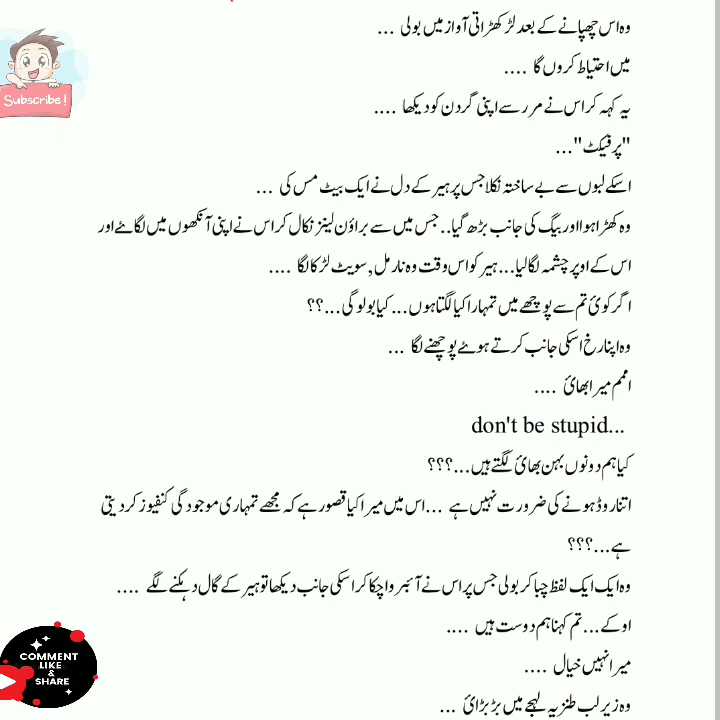 وہ اس چھپانے کے بعد لڑکھڑاتی آواز میں بولی ...
میں احتیاط کروں گا ....
یہ کہہ کر اس نے مرر سے اپنی گردن کو دیکھا ....
"پرفیکٹ"...
اسکے لبوں سے بے ساختہ نکلا جس پر ہیر کے دل نے ایک بیٹ مس کی ...
وہ کھڑا ہوا اور بیگ کی جانب بڑھ گیا.. جس میں سے براؤن لینز نکال کر اس نے اپنی آنکھوں میں لگائے اور
اس کے اوپر چشمہ لگا لیا... ہیر کو اس وقت وہ نارمل, سویٹ لڑکا لگا ....
اگر کوئ تم سے پوچھے میں تمہارا کیا لگتا ہوں... کیا بولو گی...؟؟
وہ اپنا رخ اسکی جانب کرتے ہوئے پوچھنے لگا ...
اممم میرا بھائ ....
don't be stupid...
کیا ہم دونوں بہن بھائ لگتے ہیں...؟؟؟
اتنا روڈ ہونے کی ضرورت نہیں ہے ...اس میں میرا کیا قصور ہے کہ مجھے تمہاری موجودگی کنفیوز کر دیتی
ہے...؟؟؟
وہ ایک ایک لفظ چبا کر بولی جس پر اس نے آئبرو اچکا کر اسکی جانب دیکھا تو ہیر کے گال دہکنے لگے ....
اوکے... تم کہنا ہم دوست ہیں ....
میرا نہیں خیال ....
وہ زیر لب طنزیہ لہجے میں بڑبڑائ ...
Subscribe!
COMMENT
LIKE
&
SHARE